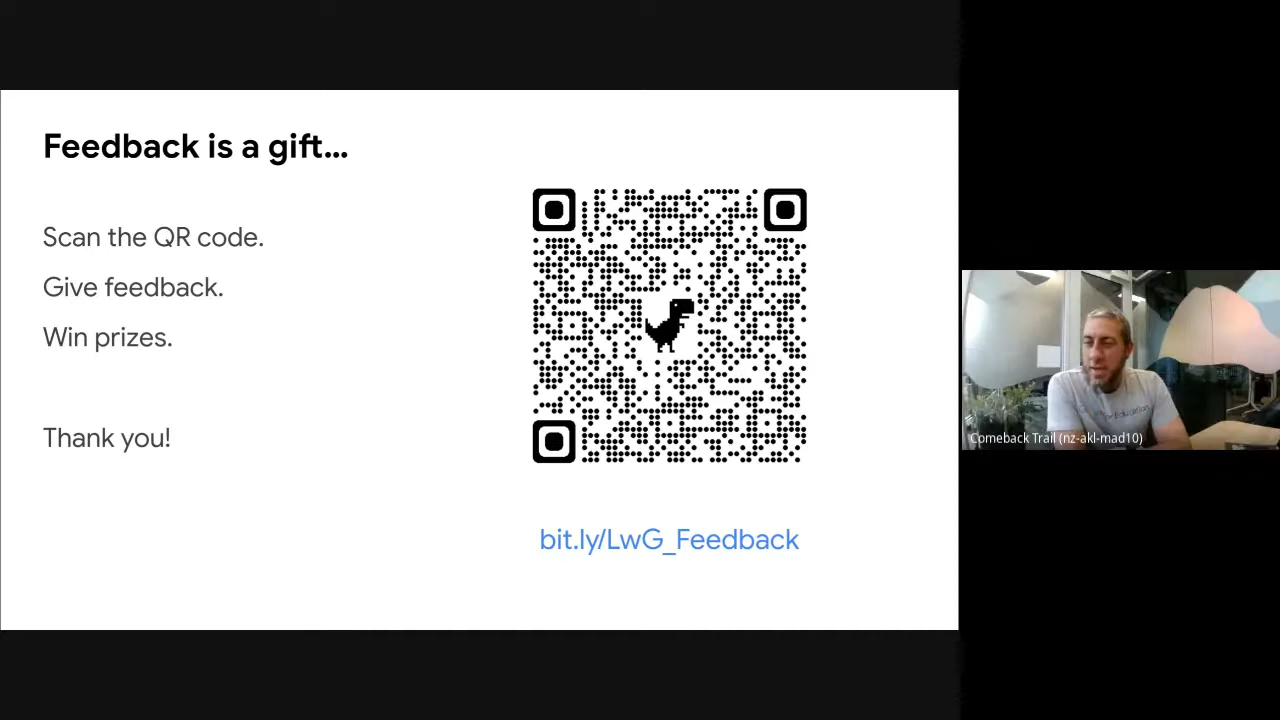 Feedback is a gift...
Scan the QR code.
Give feedback.
Win prizes.
Thank you!
bit.ly/LwG_Feedback
Comeback Trail (nz-akl-mad10)